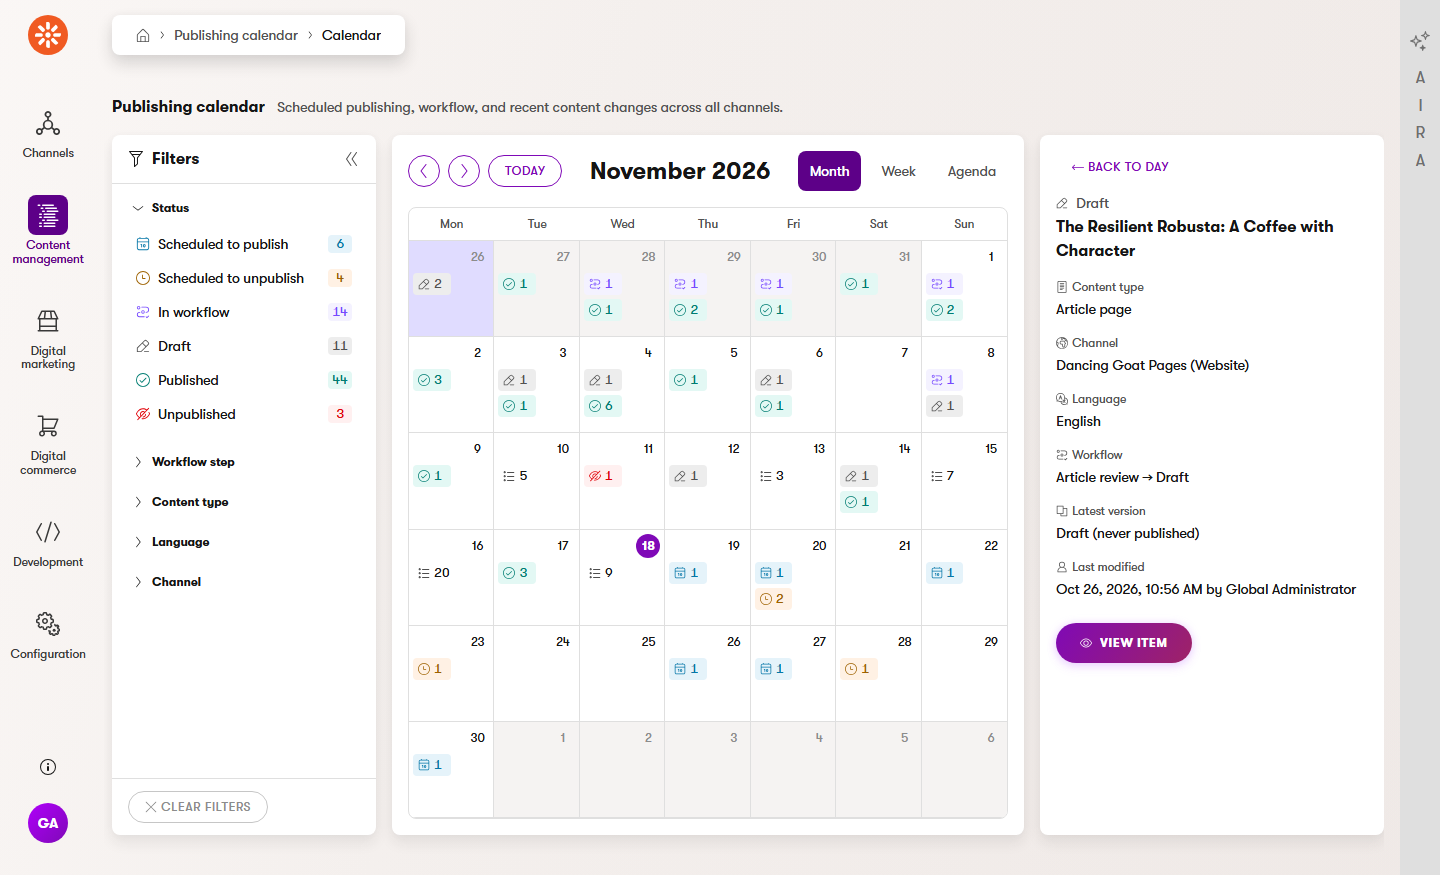 Publishing calendar
Calendar
A
I
R
A
Channels
Content
management
Digital
marketing
Digital
commerce
Development
Configuration
GA
Publishing calendar
Scheduled publishing, workflow, and recent content changes across all channels.
Filters
Status
Scheduled to publish 6
Scheduled to unpublish 4
In workflow 14
Draft 11
Published 44
Unpublished 3
Workflow step
Content type
Language
Channel
CLEAR FILTERS
TODAY
November 2026
Month
Week
Agenda
Mon Tue Wed Thu Fri Sat Sun
26 27 28 29 30 31 1
2 1 1 1 1 1 1
1 2 1 2
2 3 4 5 6 7 8
3 1 1 1 1 1
1 6 1 1
9 10 11 12 13 14 15
1 5 1 1 3 1 7
1
16 17 18 19 20 21 22
20 3 9 1 1 1
2
23 24 25 26 27 28 29
1 1 1 1
30 1 2 3 4 5 6
1
BACK TO DAY
Draft
The Resilient Robusta: A Coffee with
Character
Content type
Article page
Channel
Dancing Goat Pages (Website)
Language
English
Workflow
Article review → Draft
Latest version
Draft (never published)
Last modified
Oct 26, 2026, 10:56 AM by Global Administrator
VIEW ITEM